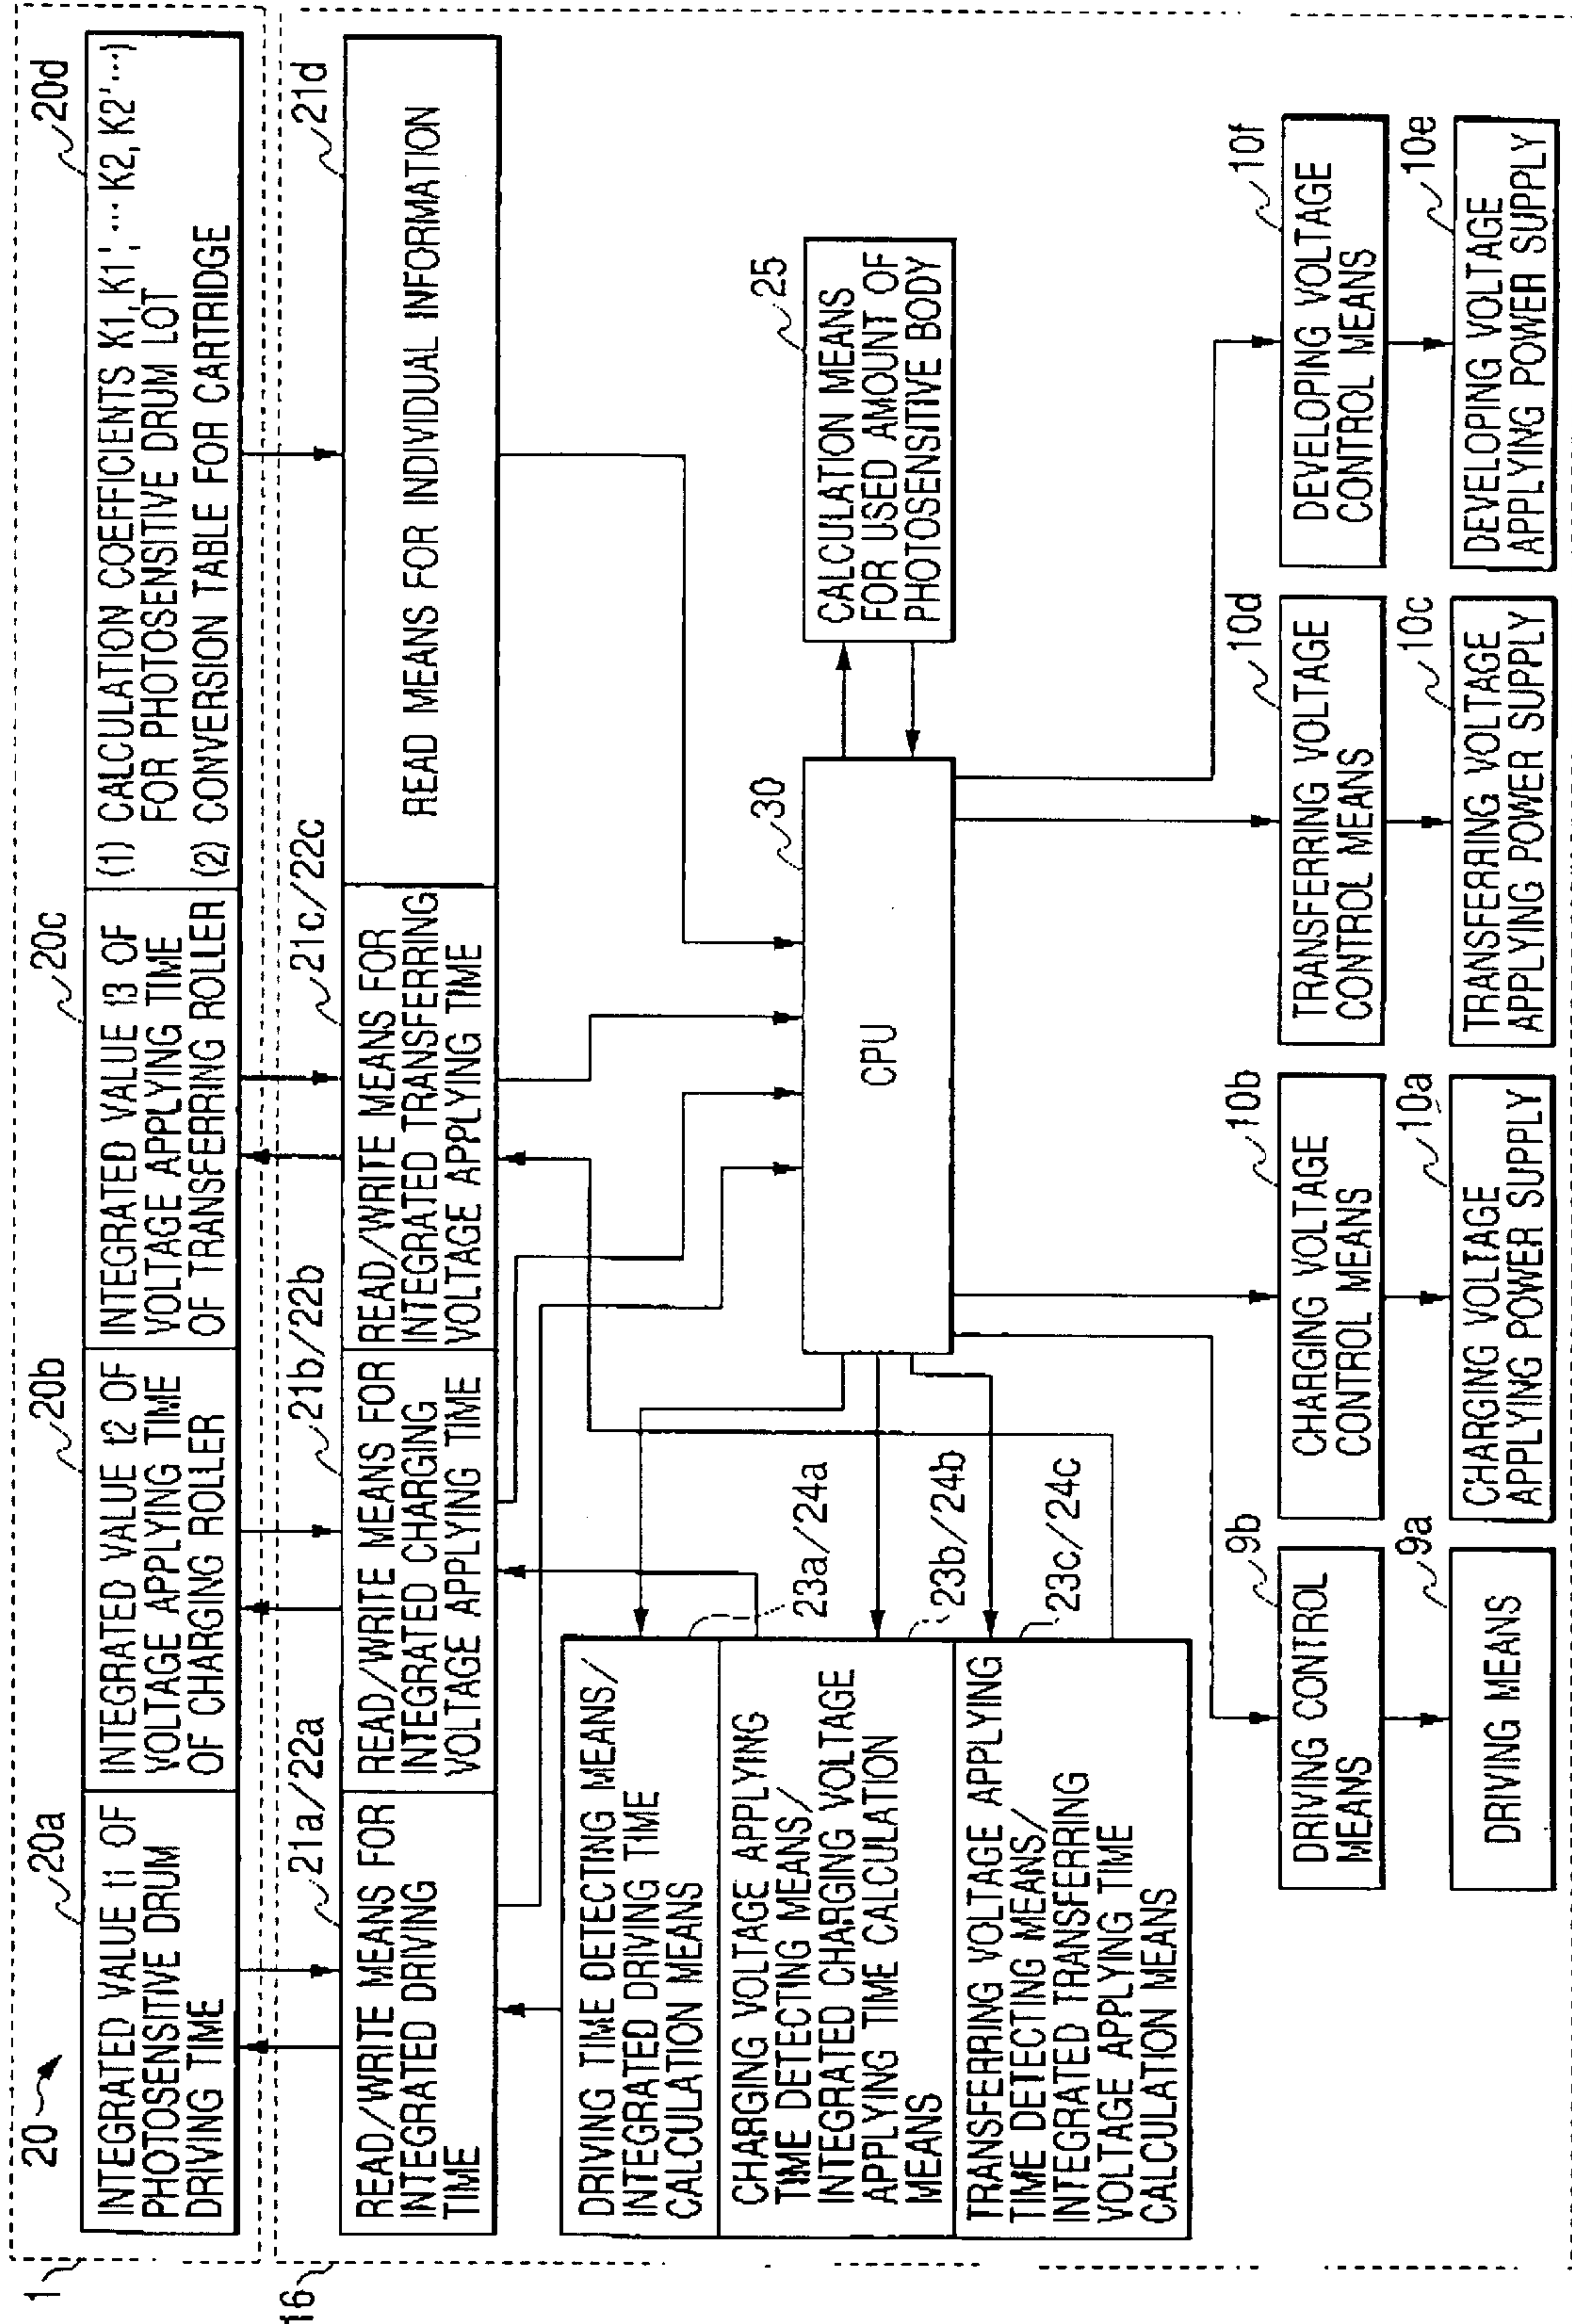 1
20
20a
INTEGRATED VALUE t1 OF
PHOTOSENSITIVE DRUM
DRIVING TIME
20b
INTEGRATED VALUE t2 OF
VOLTAGE APPLYING TIME
OF CHARGING ROLLER
20c
INTEGRATED VALUE t3 OF
VOLTAGE APPLYING TIME
OF TRANSFERRING ROLLER
20d
(1) CALCULATION COEFFICIENTS K1, K1', ··· K2, K2'···)
FOR PHOTOSENSITIVE DRUM LOT
(2) CONVERSION TABLE FOR CARTRIDGE
16
21a/22a
READ/WRITE MEANS FOR
INTEGRATED DRIVING
TIME
21b/22b
READ/WRITE MEANS FOR
INTEGRATED CHARGING
VOLTAGE APPLYING TIME
21c/22c
READ/WRITE MEANS FOR
INTEGRATED TRANSFERRING
VOLTAGE APPLYING TIME
21d
READ MEANS FOR INDIVIDUAL INFORMATION
DRIVING TIME DETECTING MEANS/
INTEGRATED DRIVING TIME
CALCULATION MEANS
23a/24a
CHARGING VOLTAGE APPLYING
TIME DETECTING MEANS/
INTEGRATED CHARGING VOLTAGE
APPLYING TIME CALCULATION
MEANS
23b/24b
TRANSFERRING VOLTAGE APPLYING
TIME DETECTING MEANS/
INTEGRATED TRANSFERRING
VOLTAGE APPLYING TIME
CALCULATION MEANS
23c/24c
30
CPU
25
CALCULATION MEANS
FOR USED AMOUNT OF
PHOTOSENSITIVE BODY
9b
DRIVING CONTROL
MEANS
10b
CHARGING VOLTAGE
CONTROL MEANS
10d
TRANSFERRING VOLTAGE
CONTROL MEANS
10f
DEVELOPING VOLTAGE
CONTROL MEANS
9a
DRIVING MEANS
10a
CHARGING VOLTAGE
APPLYING POWER SUPPLY
10c
TRANSFERRING VOLTAGE
APPLYING POWER SUPPLY
10e
DEVELOPING VOLTAGE
APPLYING POWER SUPPLY